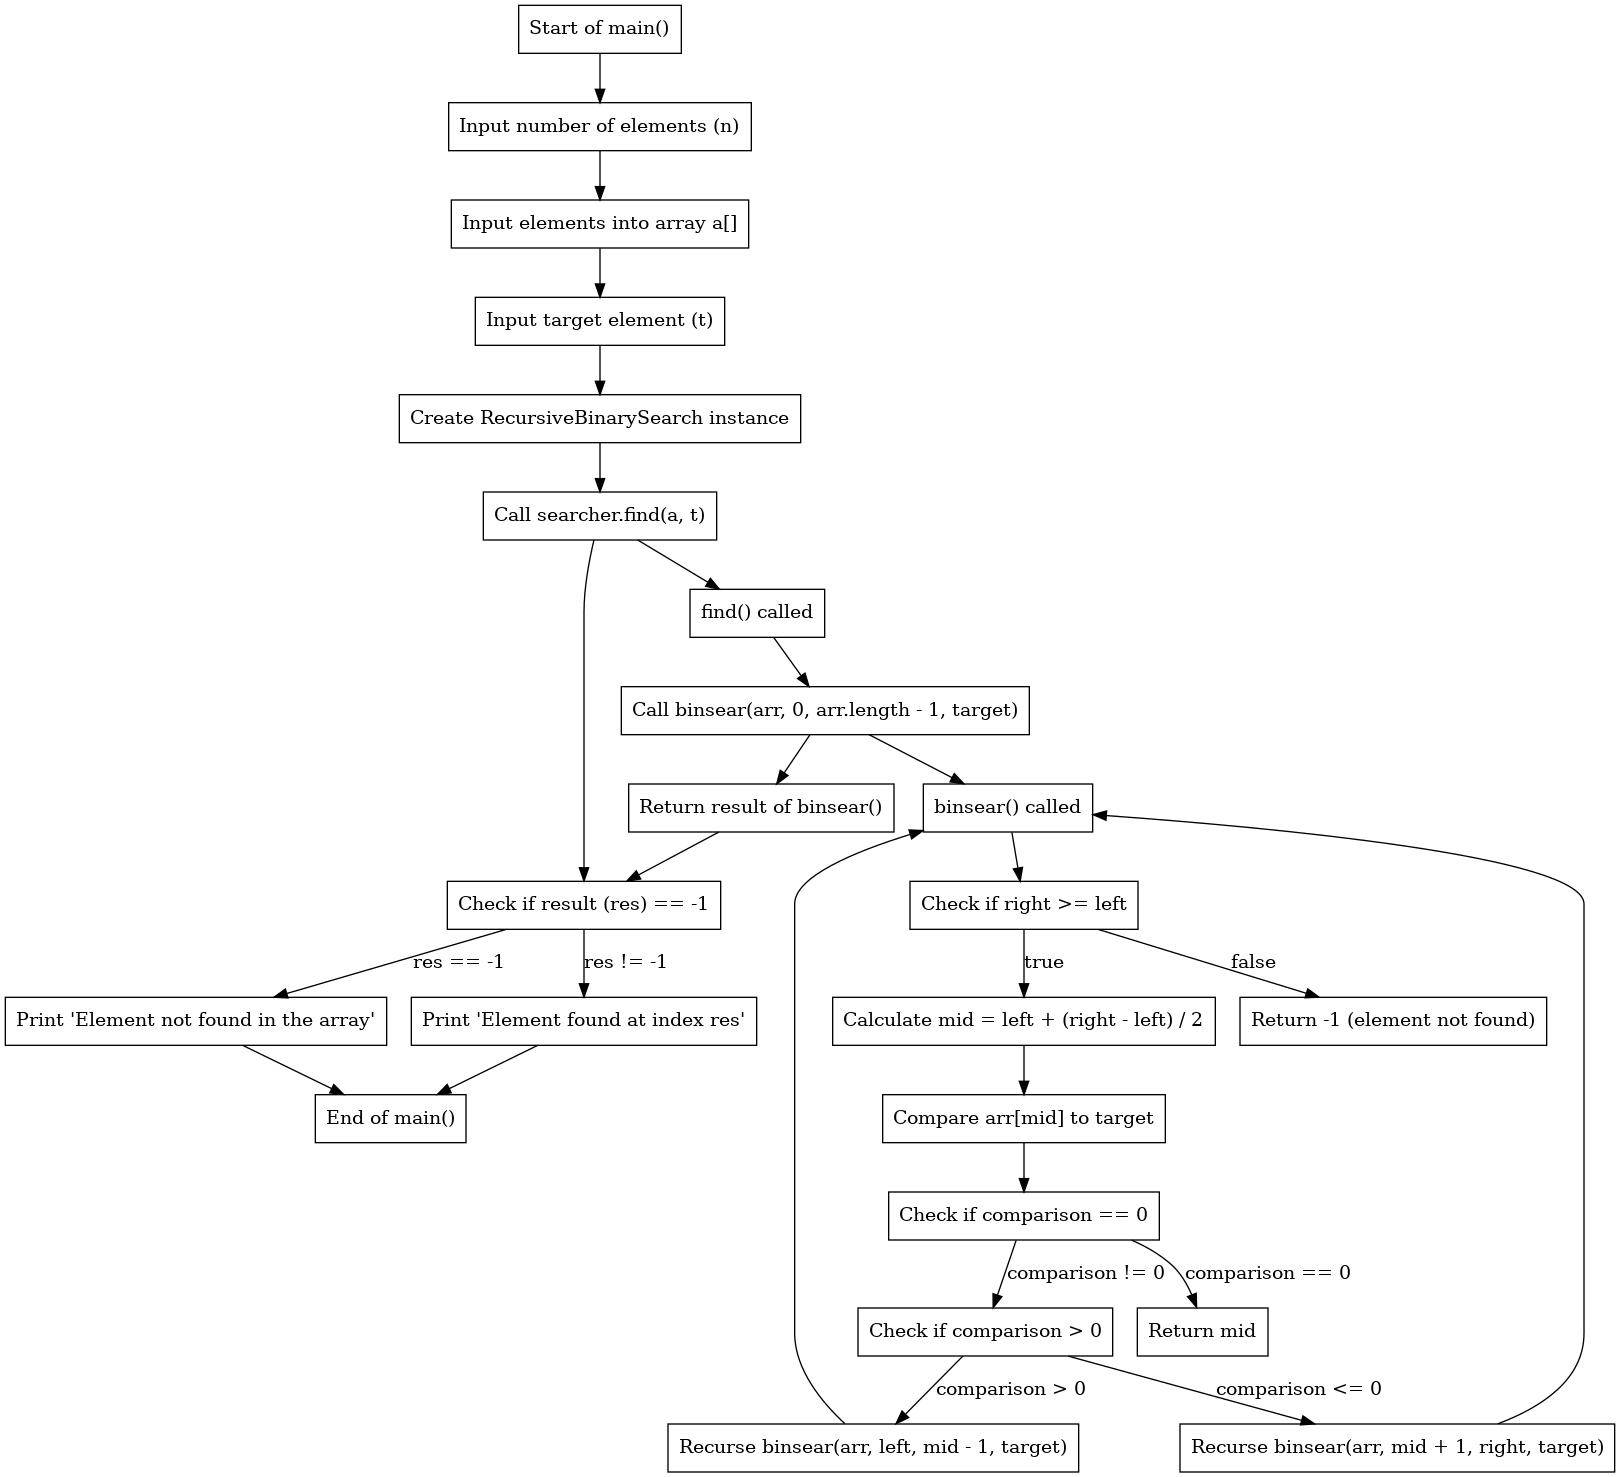 Start of main()
Input number of elements (n)
Input elements into array a[]
Input target element (t)
Create RecursiveBinarySearch instance
Call searcher.find(a, t)
find() called
Call binsear(arr, 0, arr.length - 1, target)
Return result of binsear()
binsear() called
Check if result (res) == -1
Check if right >= left
res == -1
res != -1
true
false
Print 'Element not found in the array'
Print 'Element found at index res'
Calculate mid = left + (right - left) / 2
Return -1 (element not found)
End of main()
Compare arr[mid] to target
Check if comparison == 0
comparison != 0
comparison == 0
Check if comparison > 0
Return mid
comparison > 0
comparison <= 0
Recurse binsear(arr, left, mid - 1, target)
Recurse binsear(arr, mid + 1, right, target)